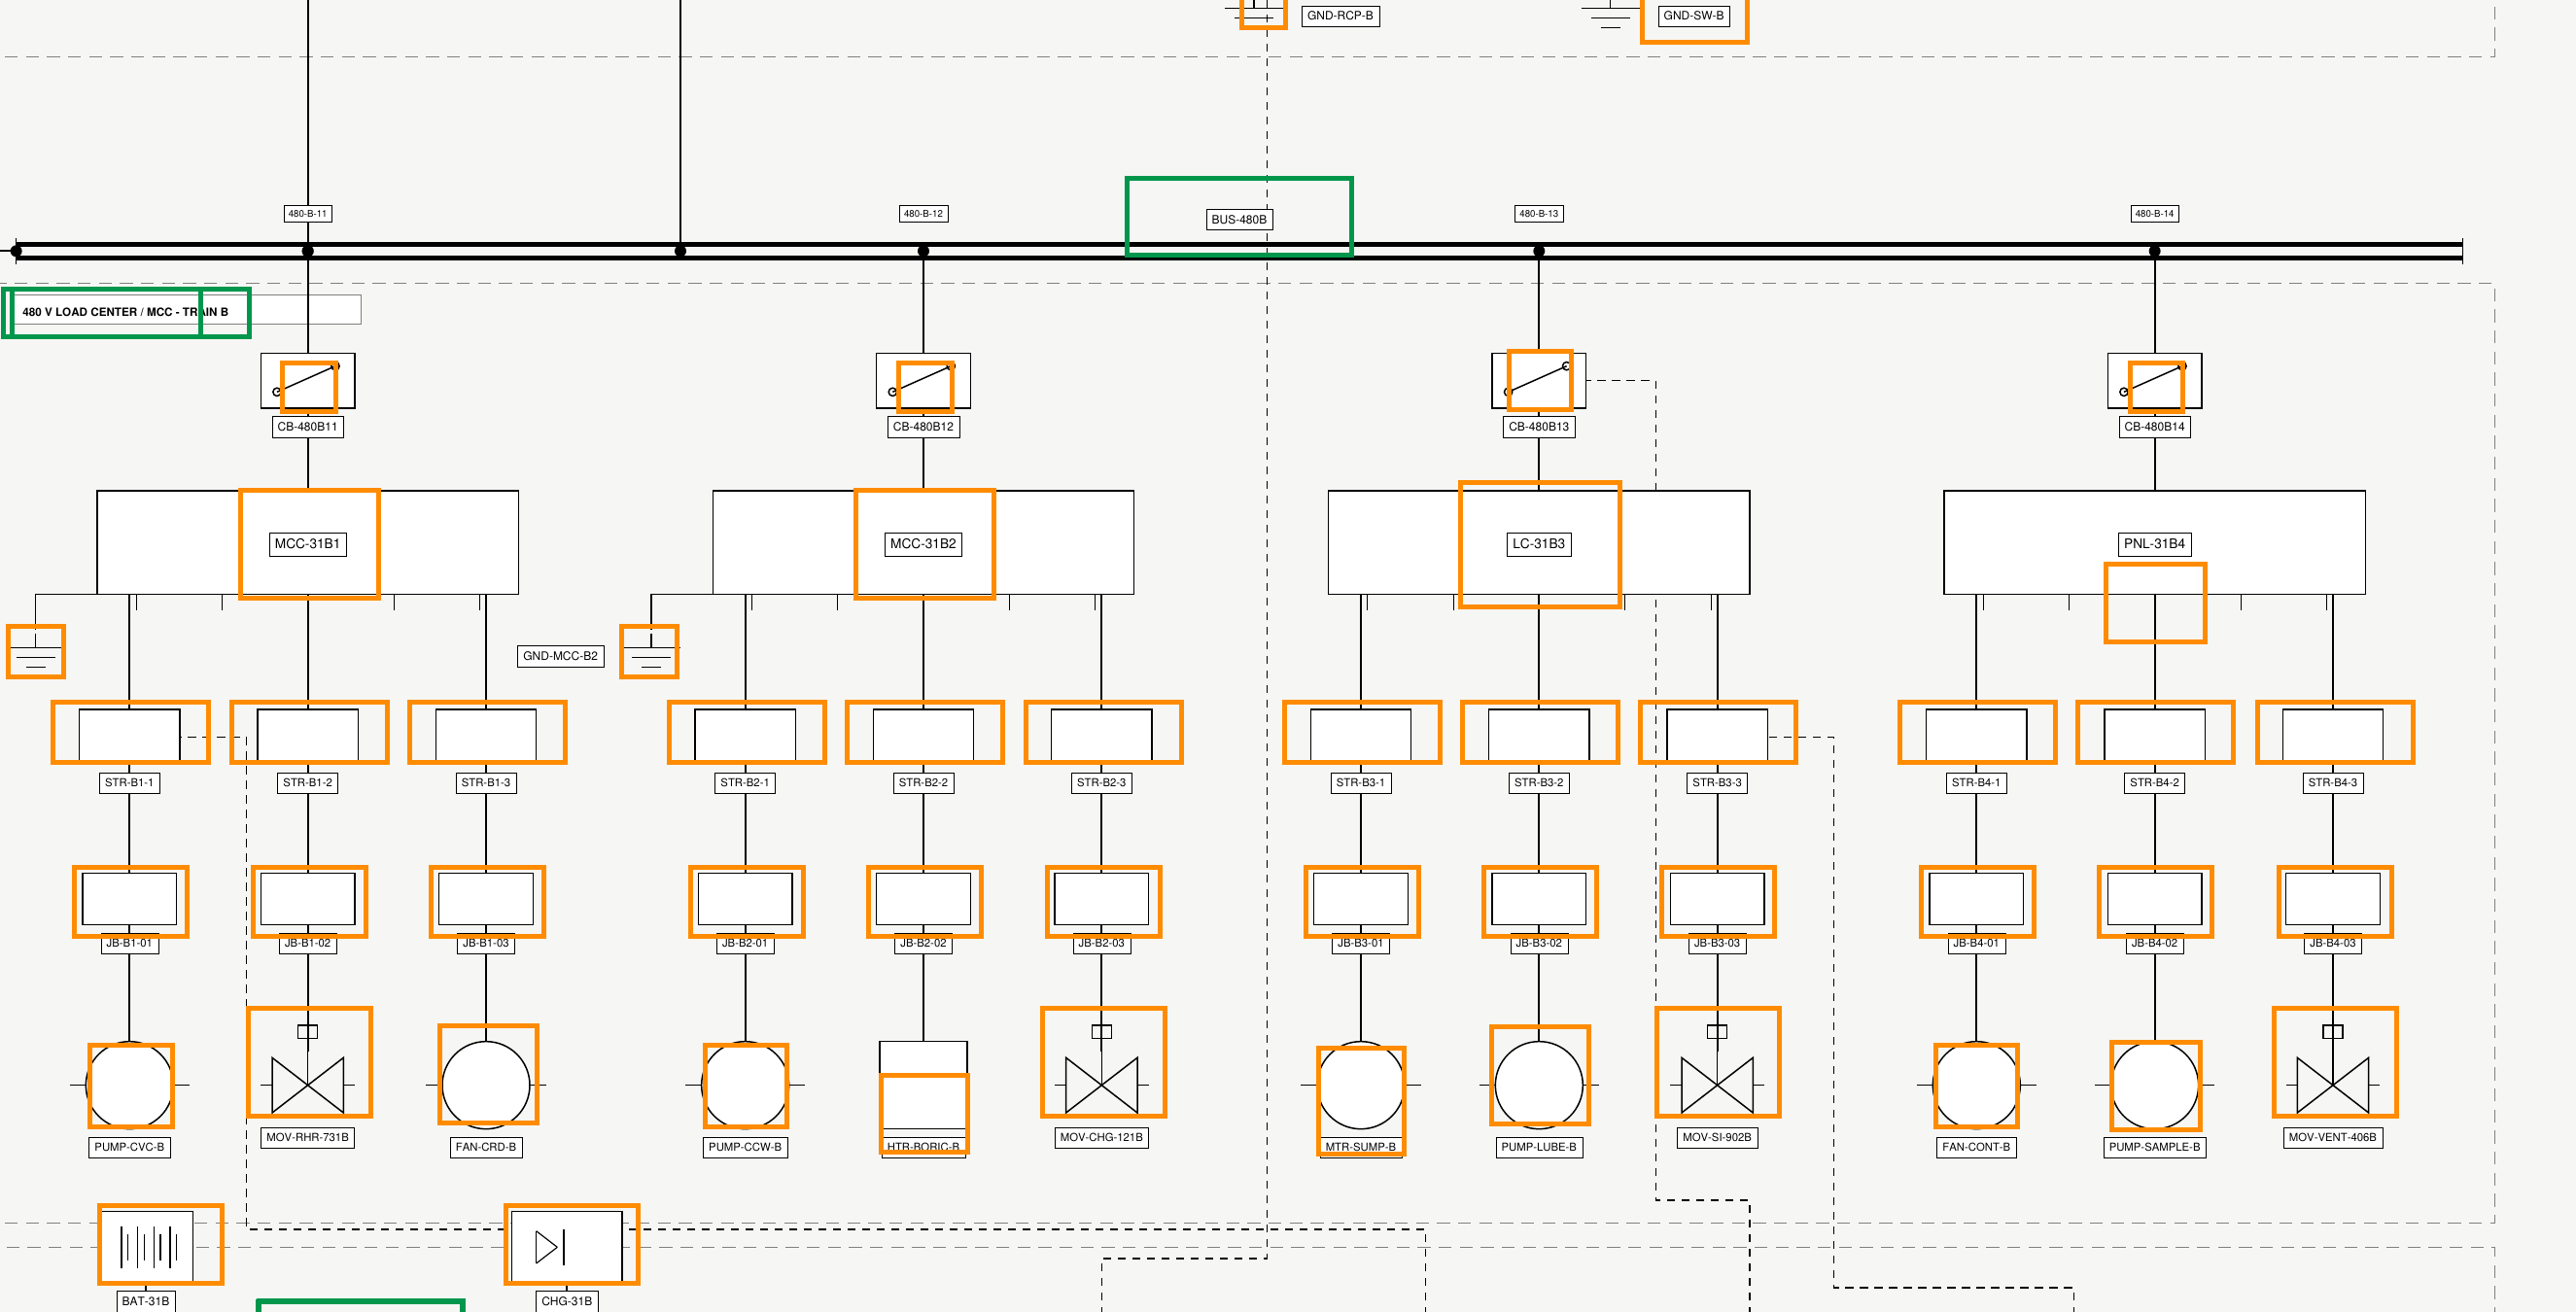 GND-RCP-B
GND-SW-B
480-B-11
480-B-12
BUS-480B
480-B-13
480-B-14
480 V LOAD CENTER / MCC - TRAIN B
CB-480B11
CB-480B12
CB-480B13
CB-480B14
MCC-31B1
MCC-31B2
LC-31B3
PNL-31B4
GND-MCC-B2
STR-B1-1
STR-B1-2
STR-B1-3
STR-B2-1
STR-B2-2
STR-B2-3
STR-B3-1
STR-B3-2
STR-B3-3
STR-B4-1
STR-B4-2
STR-B4-3
JB-B1-01
JB-B1-02
JB-B1-03
JB-B2-01
JB-B2-02
JB-B2-03
JB-B3-01
JB-B3-02
JB-B3-03
JB-B4-01
JB-B4-02
JB-B4-03
PUMP-CVC-B
MOV-RHR-731B
FAN-CRD-B
PUMP-CCW-B
HTR-BORIC-B
MOV-CHG-121B
MTR-SUMP-B
PUMP-LUBE-B
MOV-SI-902B
FAN-CONT-B
PUMP-SAMPLE-B
MOV-VENT-406B
BAT-31B
CHG-31B